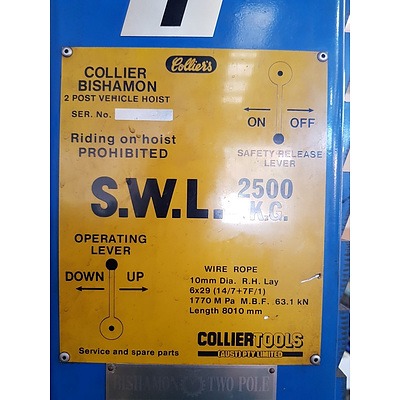 Collier's
COLLIER
BISHAMON
2 POST VEHICLE HOIST
SER. No.
ON OFF
SAFETY RELEASE
LEVER
Riding on hoist
PROHIBITED
S.W.L. 2500
K.G.
OPERATING
LEVER
DOWN UP
WIRE ROPE
10mm Dia. R.H. Lay
6x29 (14/7+7F/1)
1770 M Pa M.B.F. 63.1 kN
Length 8010 mm
Service and spare parts
COLLIER TOOLS
(AUST) PTY LIMITED
BISHAMON TWO POLE